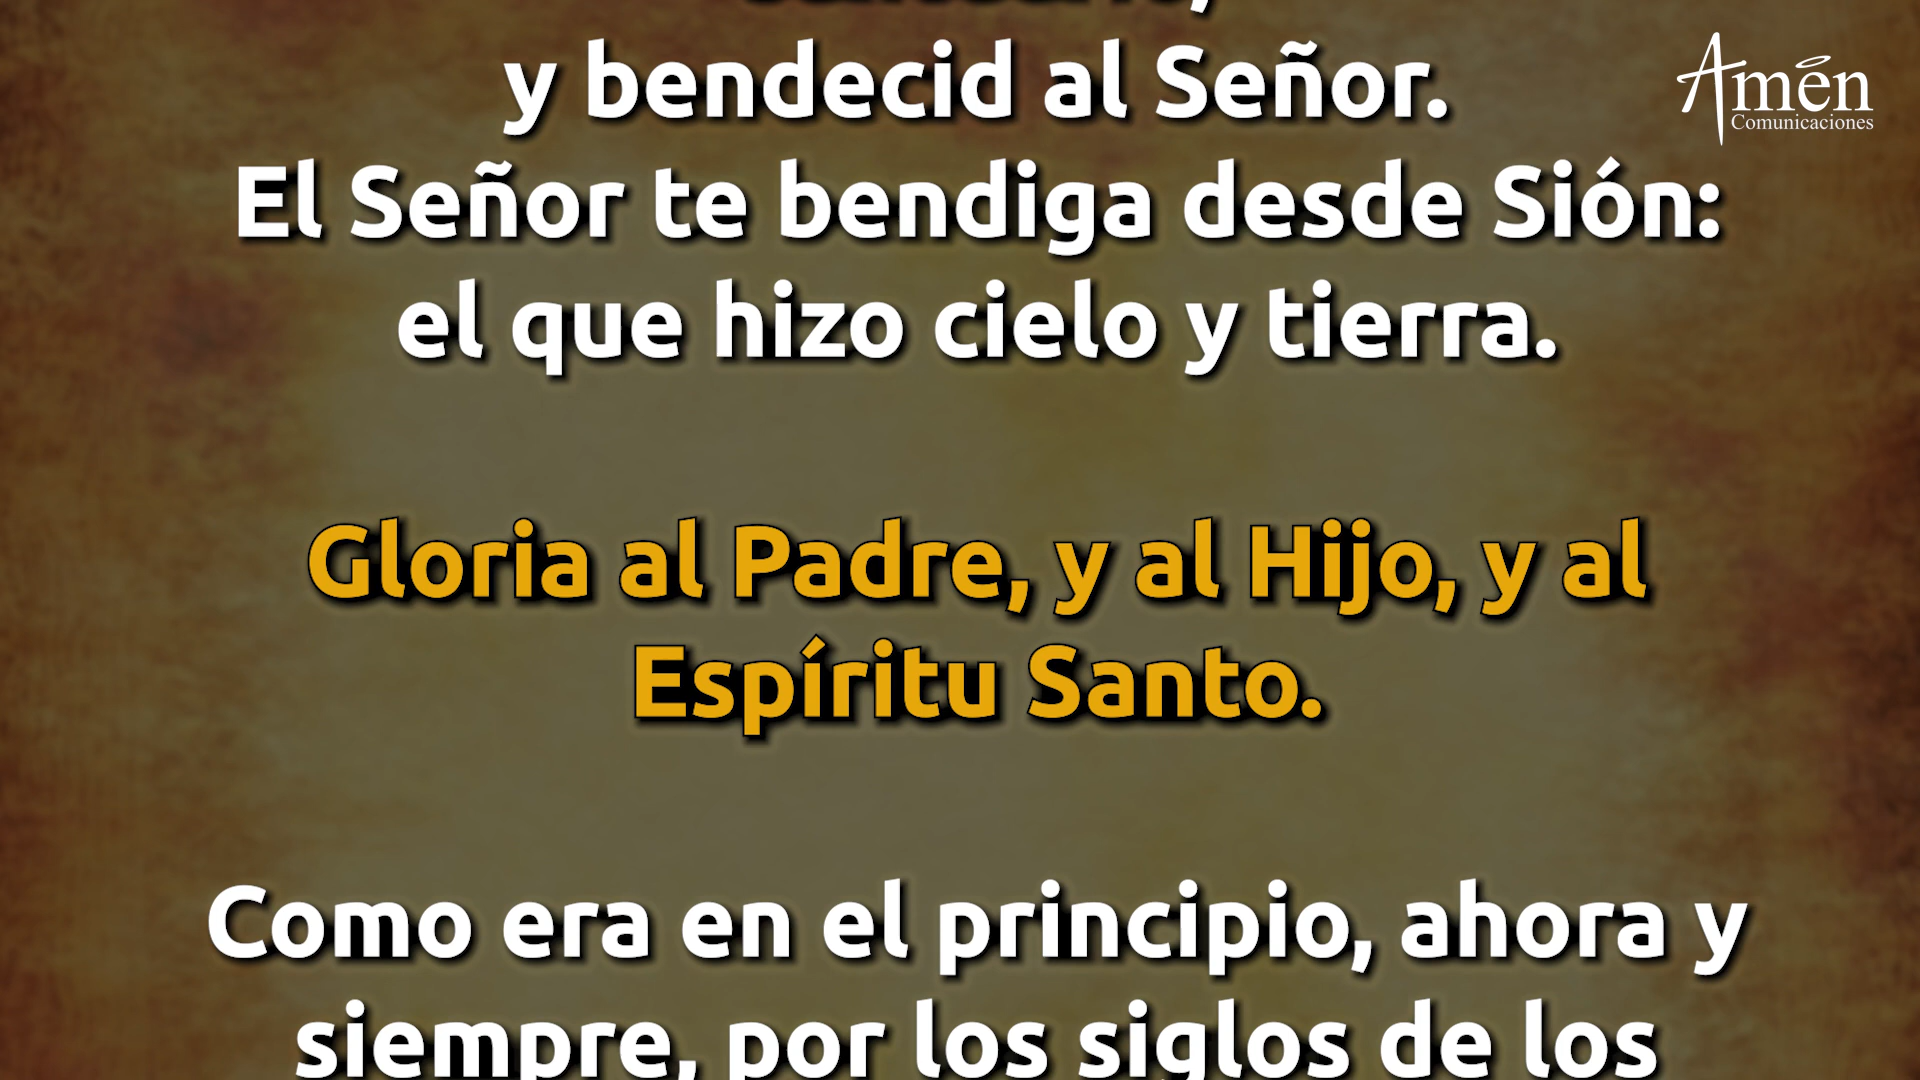 y bendecid al Señor.
El Señor te bendiga desde Sión:
el que hizo cielo y tierra.
Gloria al Padre, y al Hijo, y al
Espíritu Santo.
Como era en el principio, ahora y
siempre, por los siglos de los
Amén
Comunicaciones